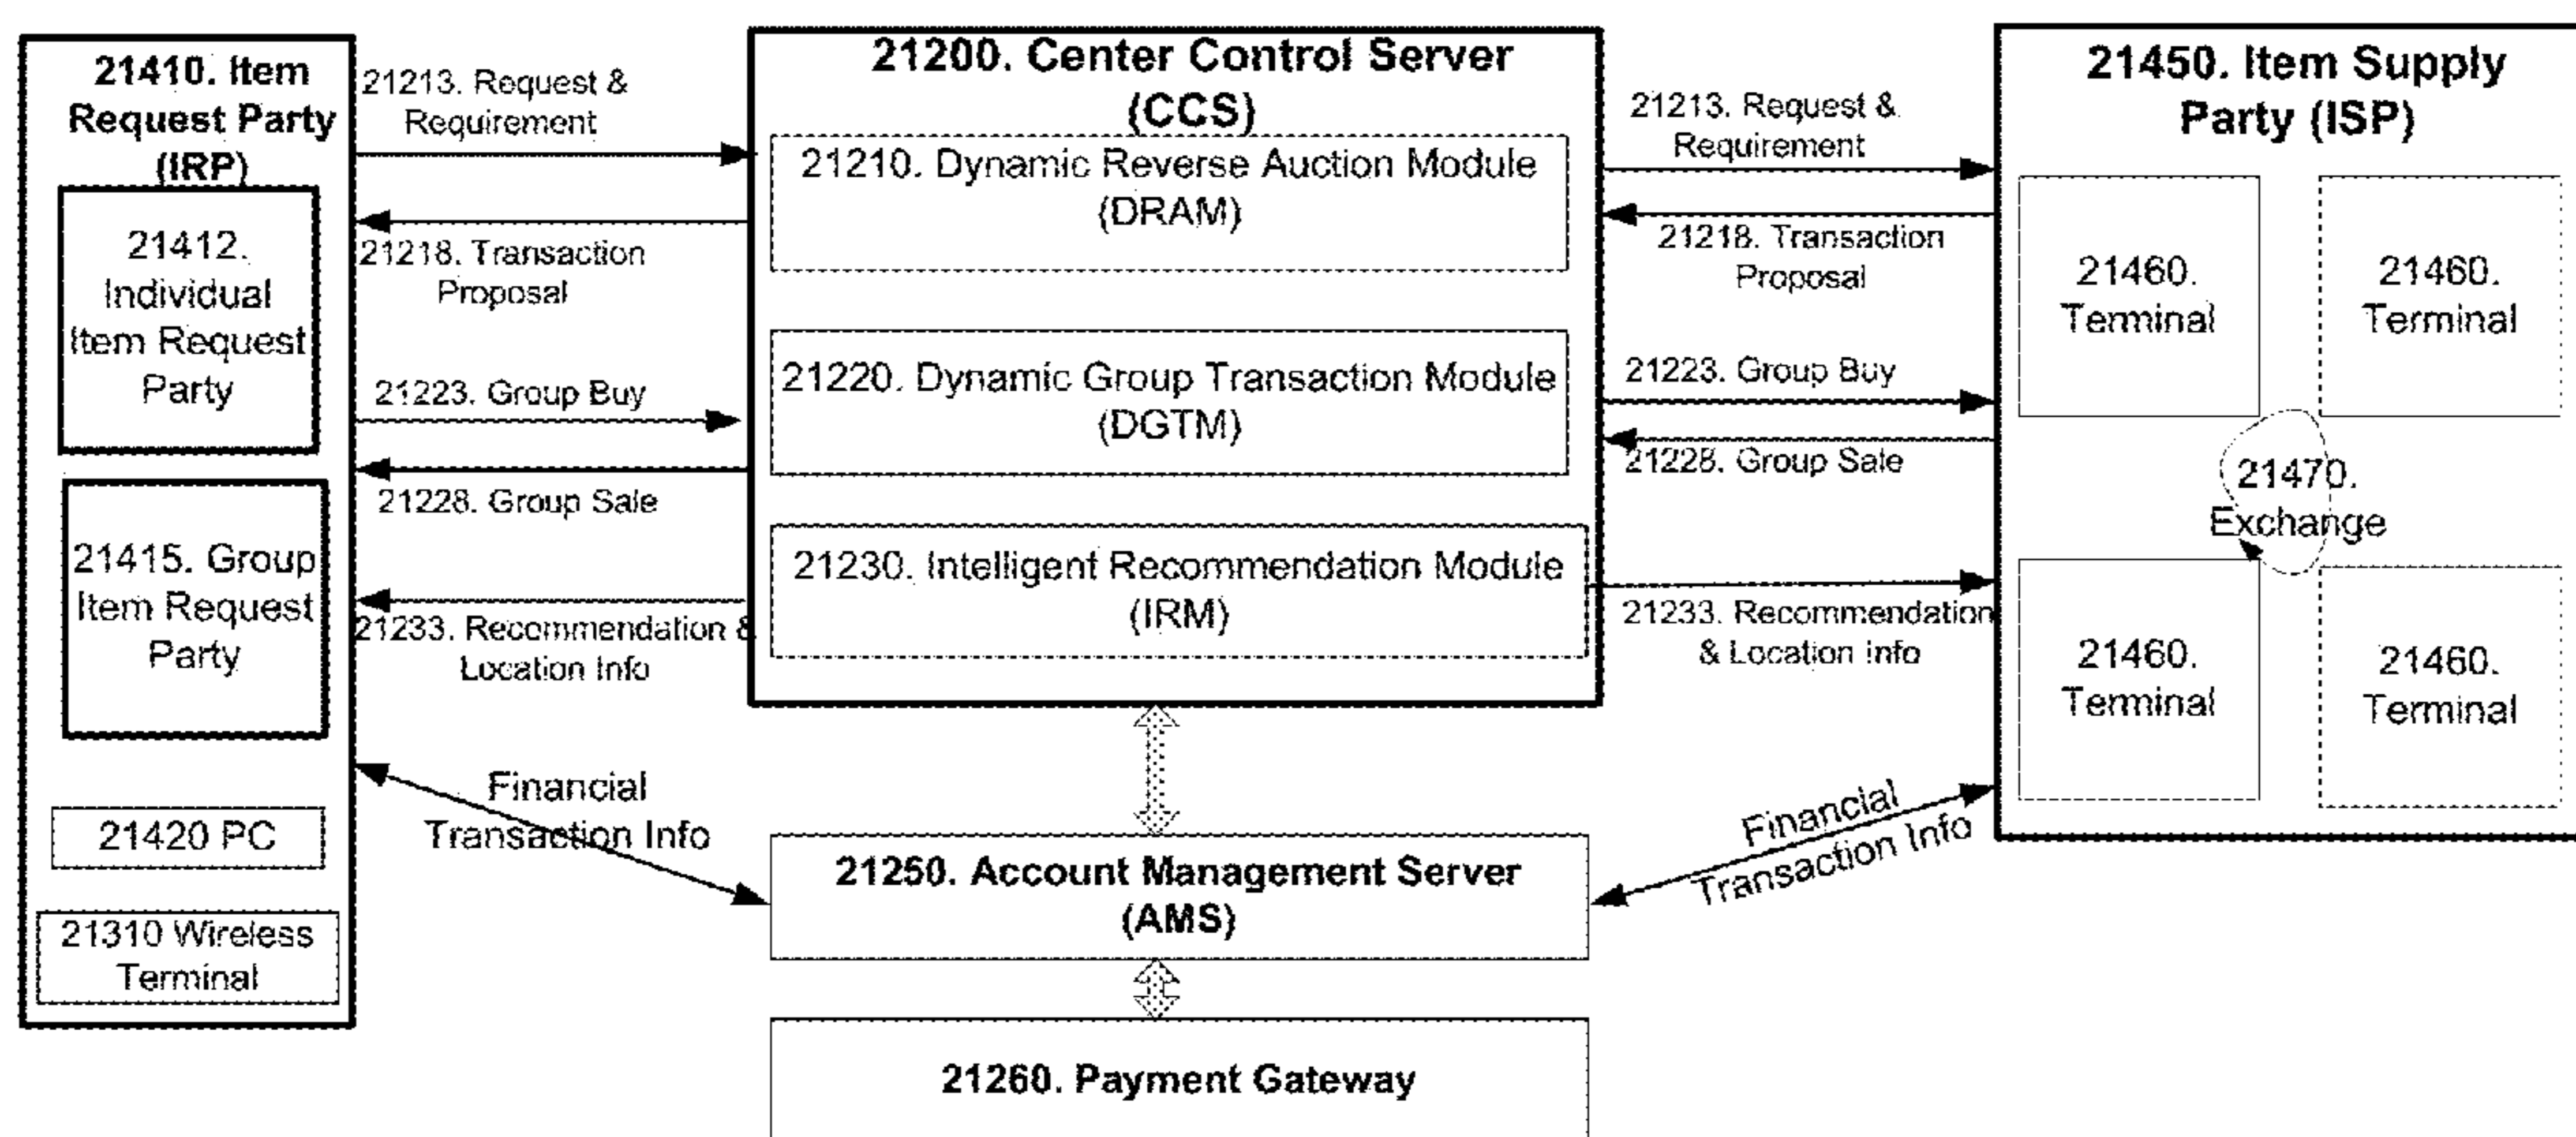 21410. Item
Request Party
(IRP)
21412.
Individual
Item Request
Party
21415. Group
Item Request
Party
21420 PC
21310 Wireless
Terminal
21213. Request &
Requirement
21218. Transaction
Proposal
21223. Group Buy
21228. Group Sale
21233. Recommendation &
Location Info
Financial
Transaction Info
21200. Center Control Server
(CCS)
21210. Dynamic Reverse Auction Module
(DRAM)
21220. Dynamic Group Transaction Module
(DGTM)
21230. Intelligent Recommendation Module
(IRM)
21250. Account Management Server
(AMS)
21260. Payment Gateway
21213. Request &
Requirement
21218. Transaction
Proposal
21223. Group Buy
21228. Group Sale
21233. Recommendation
& Location Info
Financial
Transaction Info
21450. Item Supply
Party (ISP)
21460.
Terminal
21460.
Terminal
21470.
Exchange
21460.
Terminal
21460.
Terminal